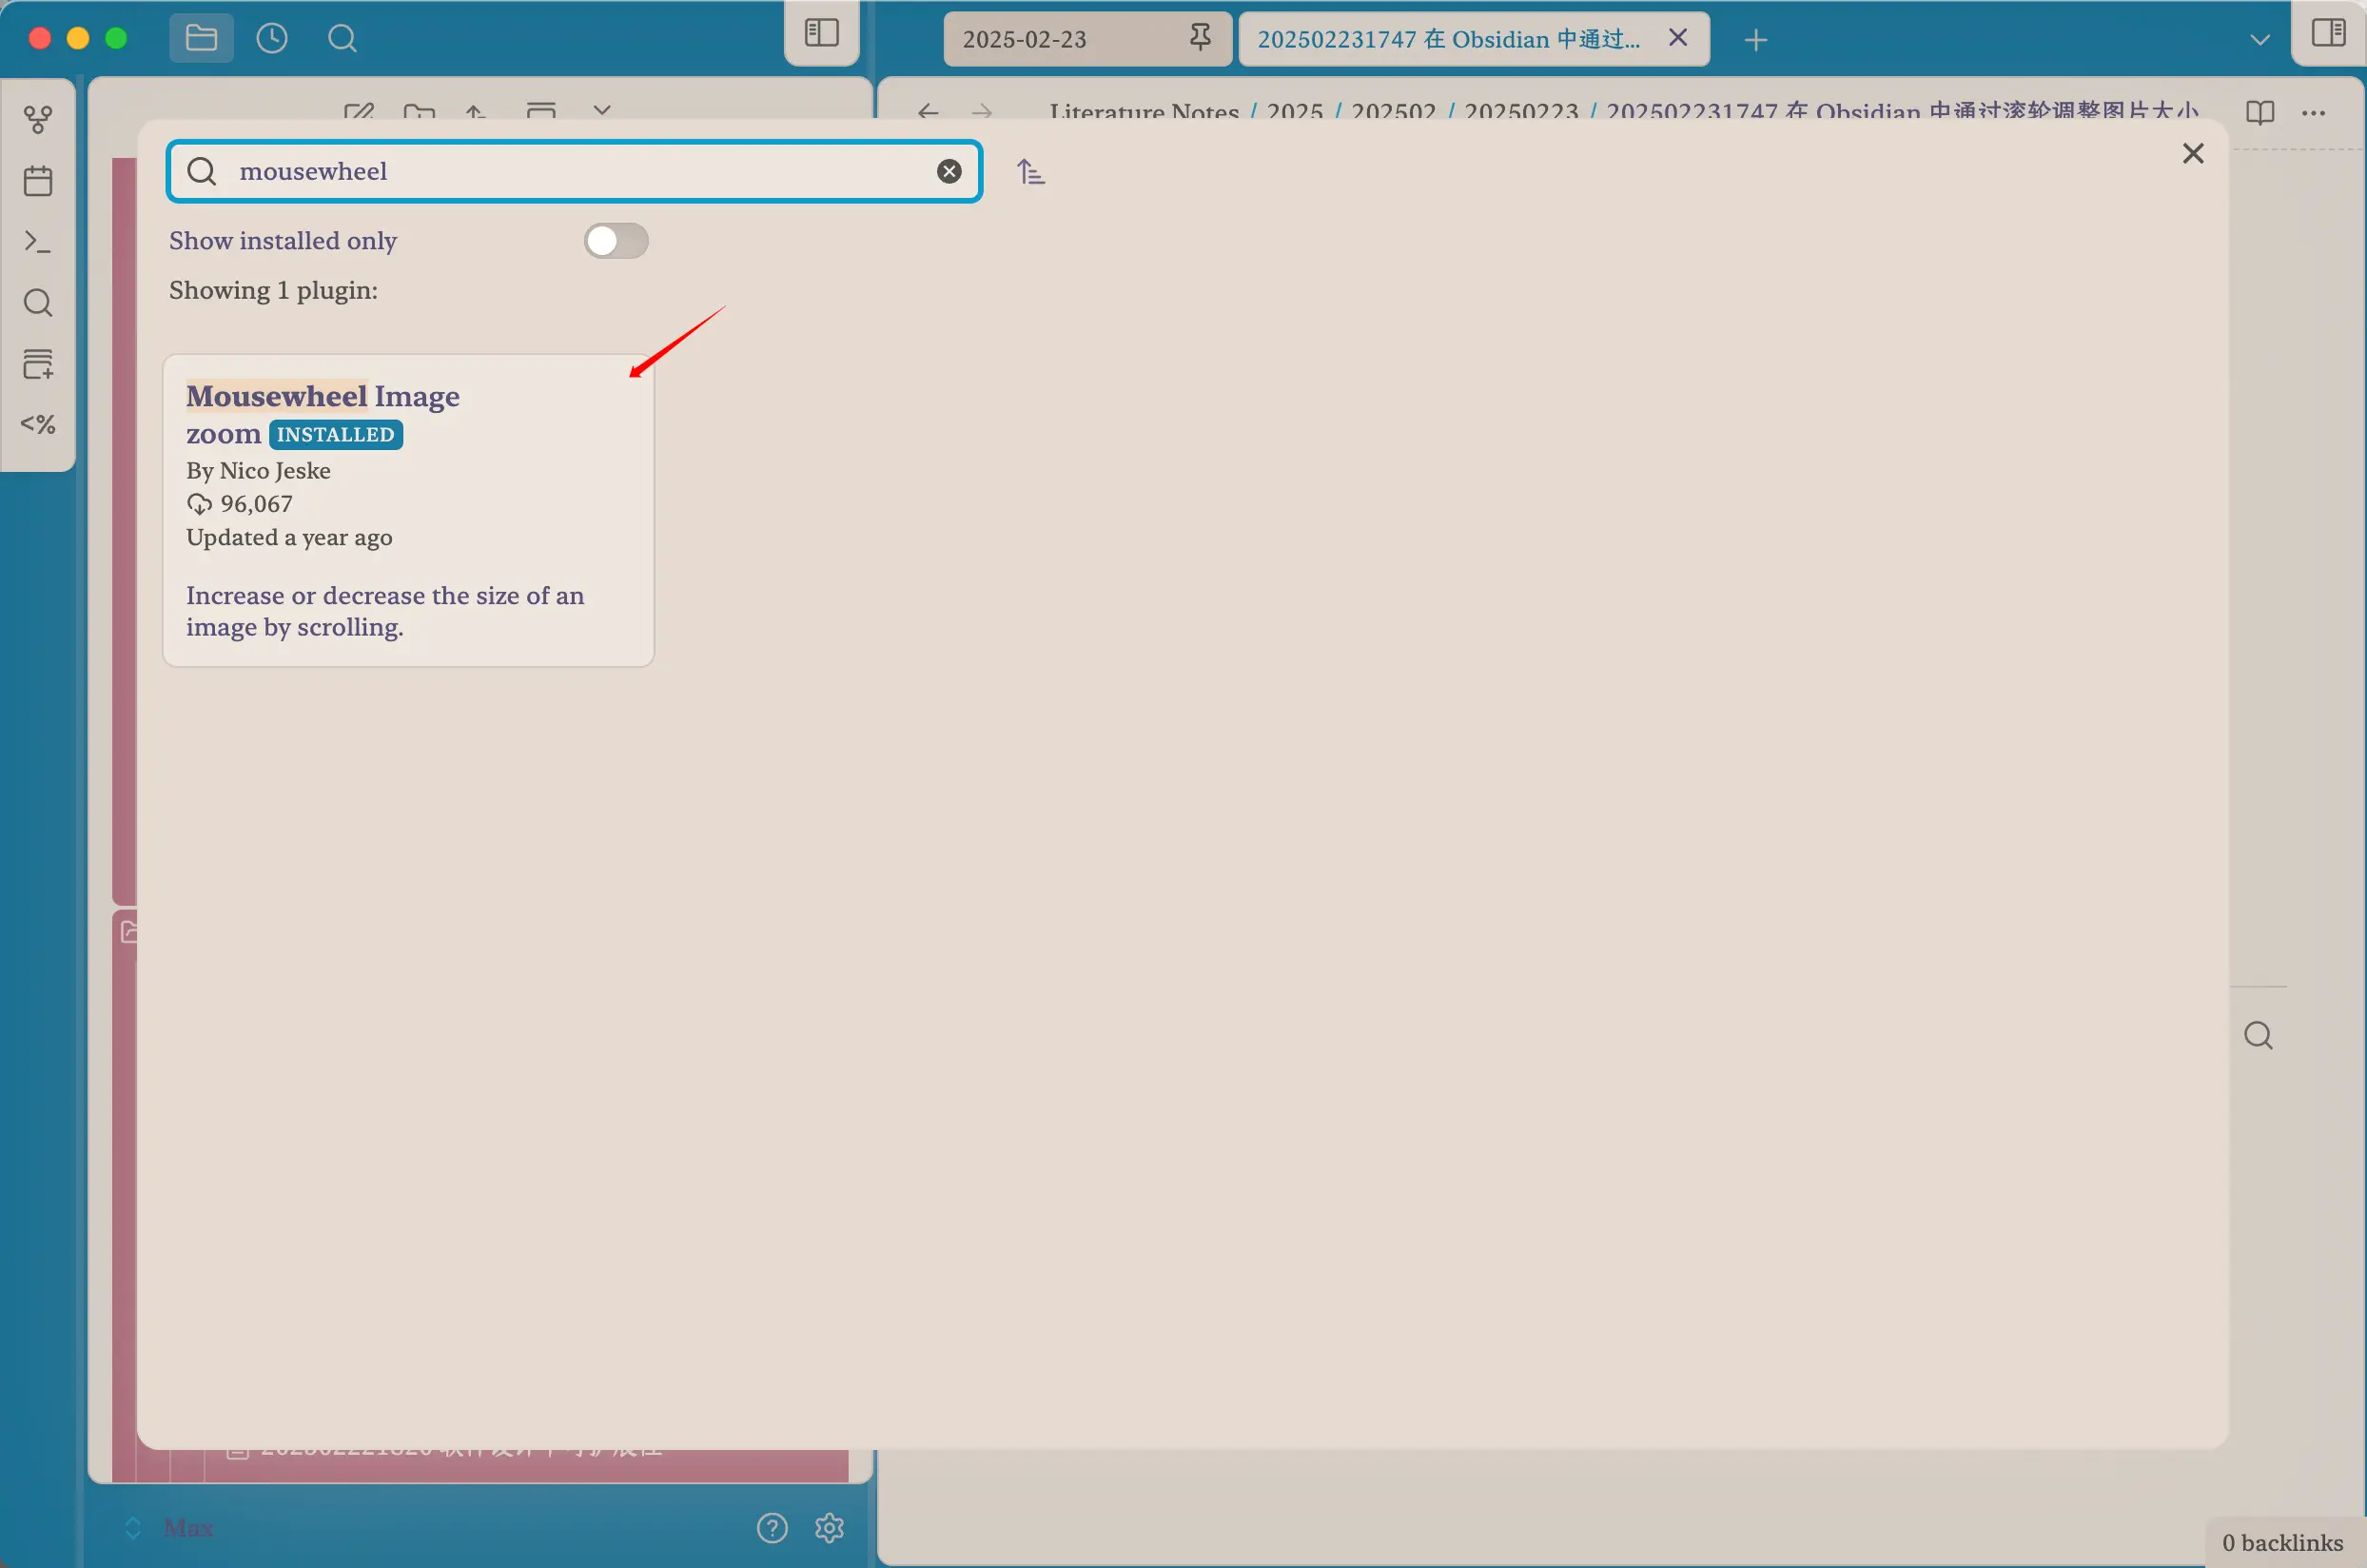 2025-02-23
202502231747 在 Obsidian 中通过...
Literature Notes / 2025 / 202502 / 20250223 / 202502231747 在 Obsidian 中通过滚轮调整图片大小
mousewheel
Show installed only
Showing 1 plugin:
Mousewheel Image
zoom INSTALLED
By Nico Jeske
96,067
Updated a year ago
Increase or decrease the size of an
image by scrolling.
<%
Max
0 backlinks